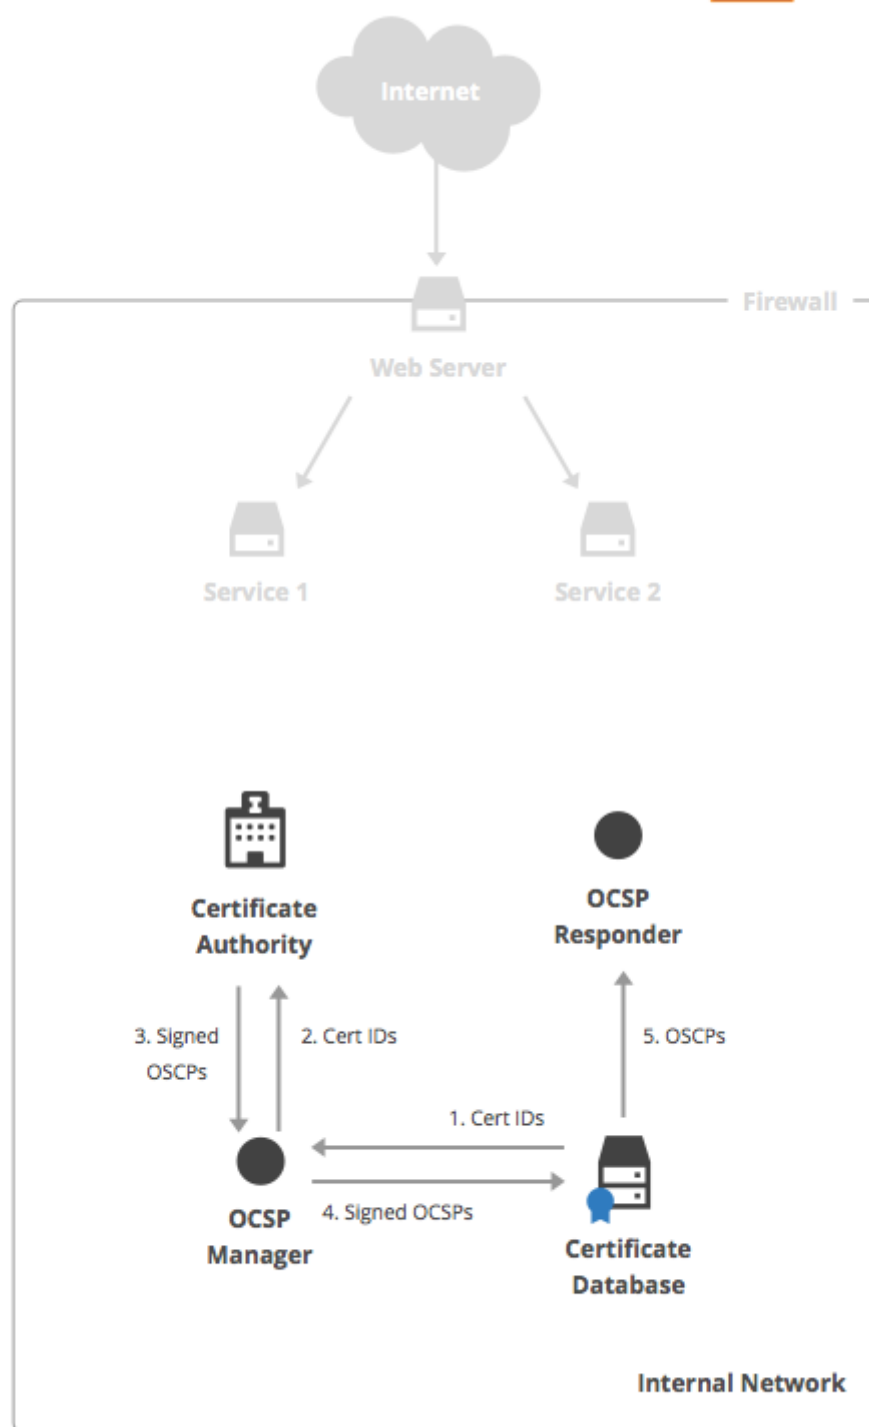 Internet
Firewall
Web Server
Service 1
Service 2
Certificate
Authority
OCSP
Responder
3. Signed
OSCPs
2. Cert IDs
5. OSCPs
1. Cert IDs
4. Signed OCSPs
OCSP
Manager
Certificate
Database
Internal Network